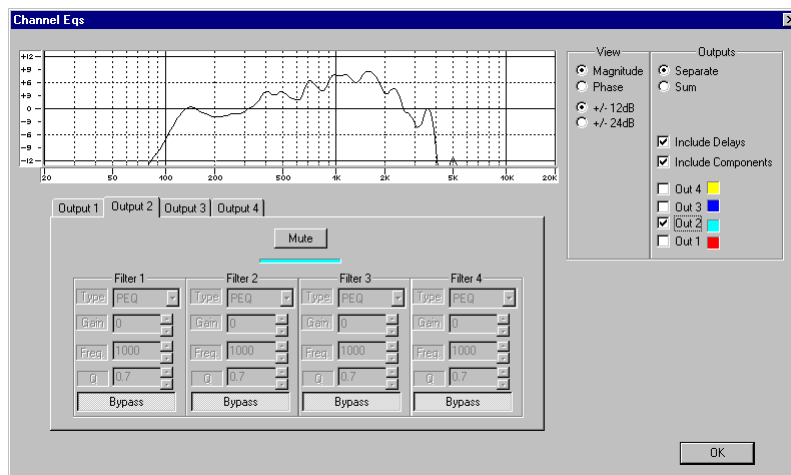 Channel Eqs
+12
+9
+6
+3
0
-3
-6
-9
-12
20 50 100 200 500 1K 2K 5K 10K 20K
View
Magnitude
Phase
+/- 12dB
+/- 24dB
Outputs
Separate
Sum
Include Delays
Include Components
Out 4
Out 3
Out 2
Out 1
Output 1 Output 2 Output 3 Output 4
Mute
Filter 1 Filter 2 Filter 3 Filter 4
Type PEQ Type PEQ Type PEQ Type PEQ
Gain 0 Gain 0 Gain 0 Gain 0
Freq 1000 Freq 1000 Freq 1000 Freq 1000
Q 0.7 Q 0.7 Q 0.7 Q 0.7
Bypass Bypass Bypass Bypass
OK